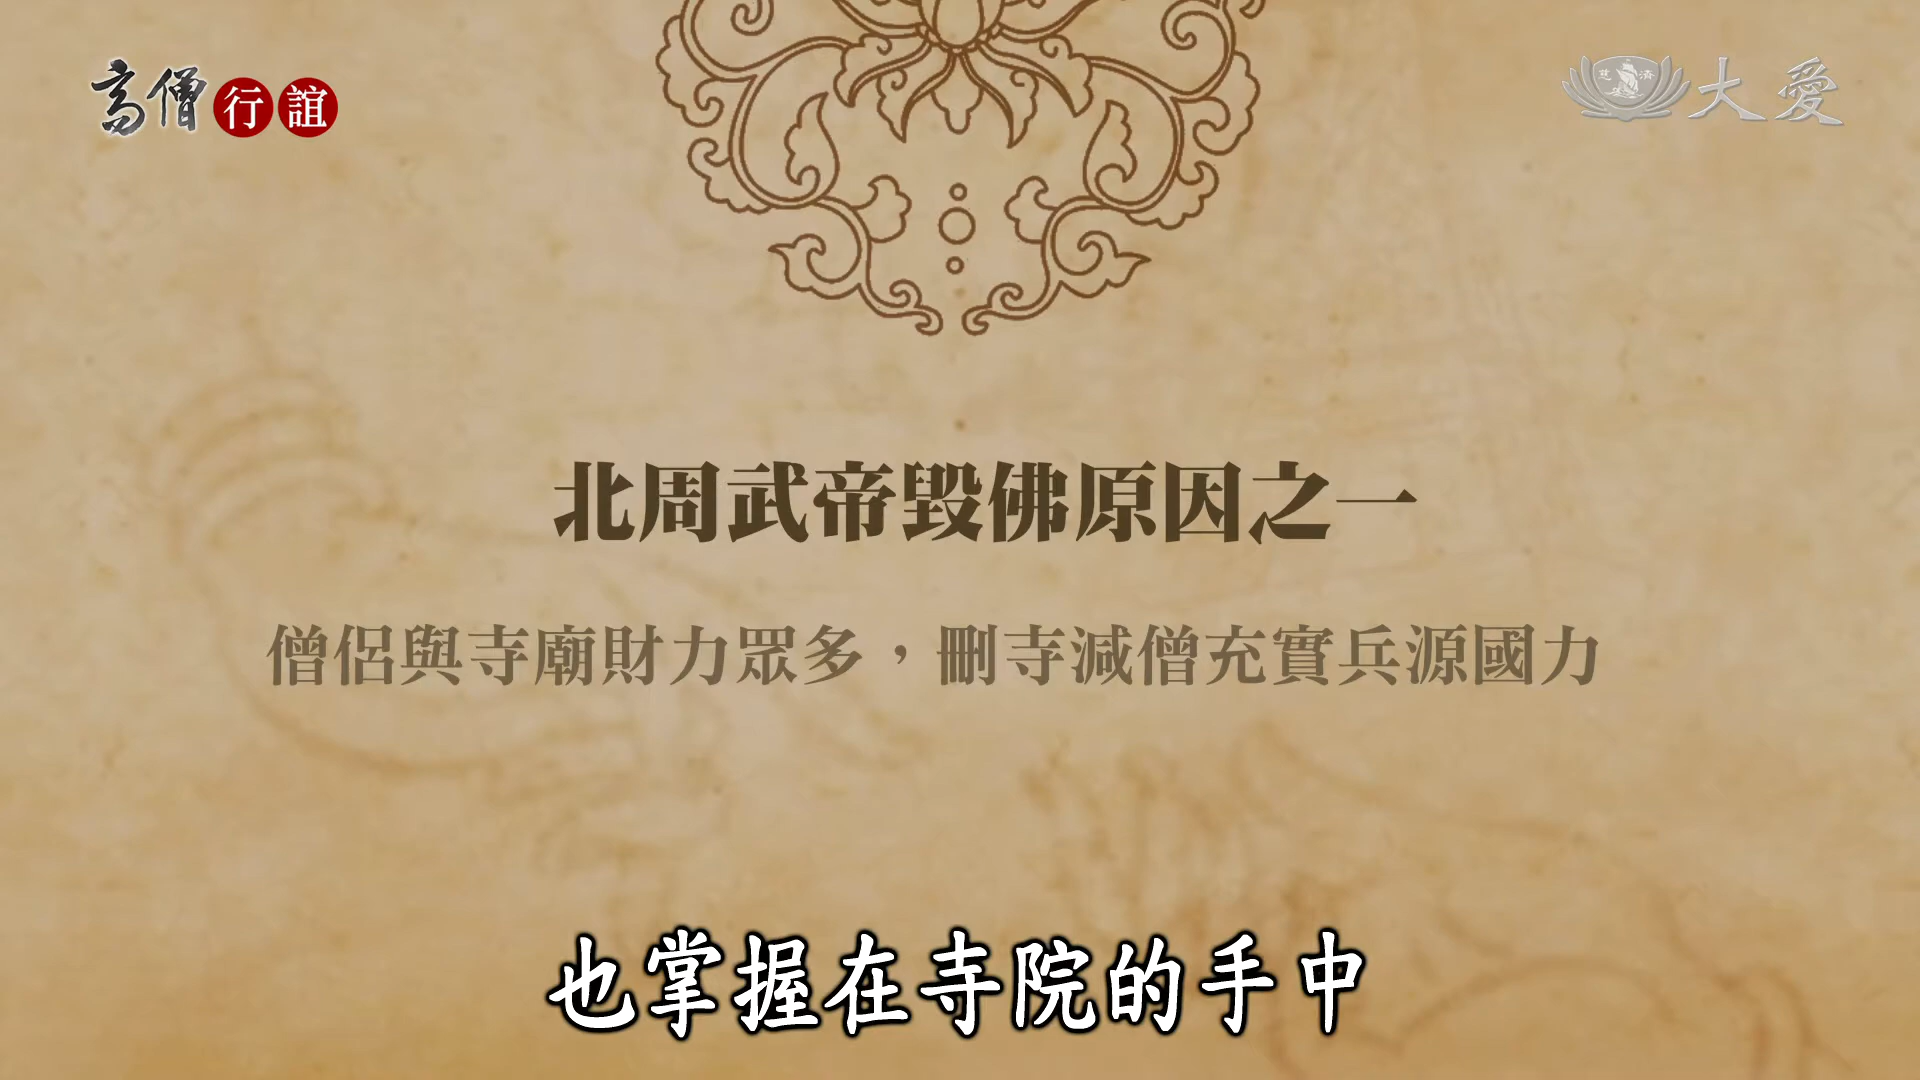 高僧行誼
慈濟 大愛
北周武帝毀佛原因之一
僧侶與寺廟財力眾多，刪寺減僧充實兵源國力
也掌握在寺院的手中